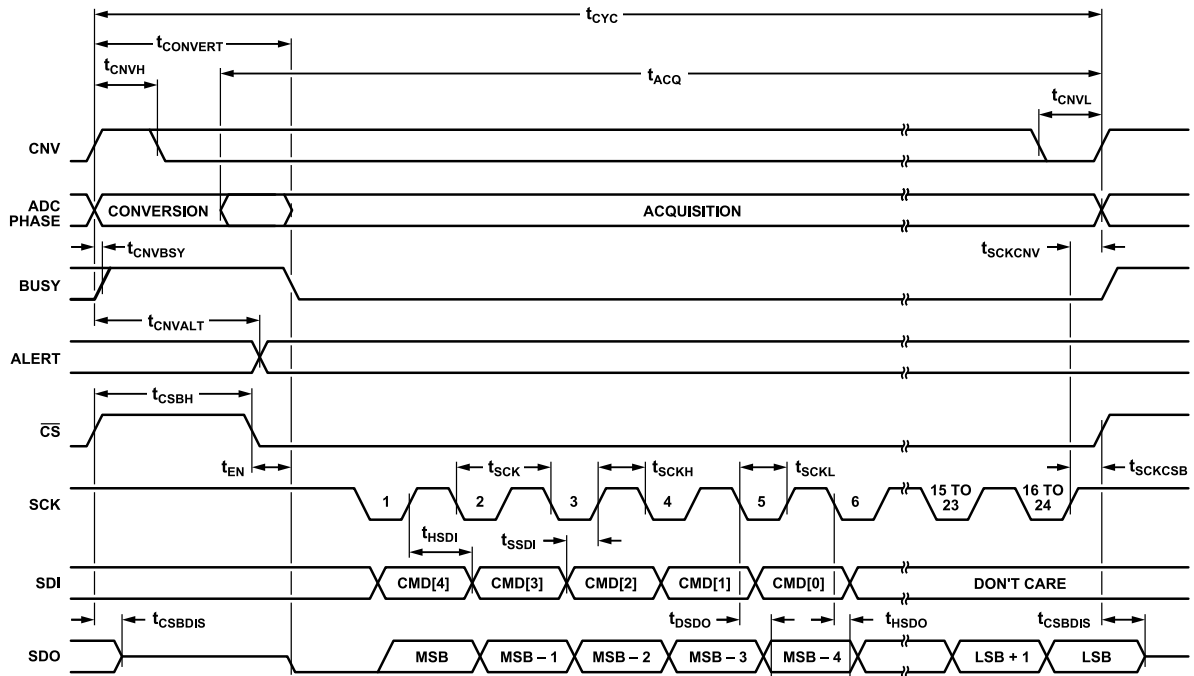 tCYC
tCONVERT
tCNVH
tACQ
tCNVL
CNV
ADC
PHASE
CONVERSION
ACQUISITION
tCNVBSY
tSCKCNV
BUSY
tCNVALT
ALERT
tCSBH
CS
tEN
tSCK
tSCKH
tSCKL
tSCKCSB
SCK
1 2 3 4 5 6 15 TO 23 16 TO 24
tHSDI
tSSDI
SDI
CMD[4] CMD[3] CMD[2] CMD[1] CMD[0] DON'T CARE
tCSBDIS
tDSDO
tHSDO
tCSBDIS
SDO
MSB MSB – 1 MSB – 2 MSB – 3 MSB – 4 LSB + 1 LSB